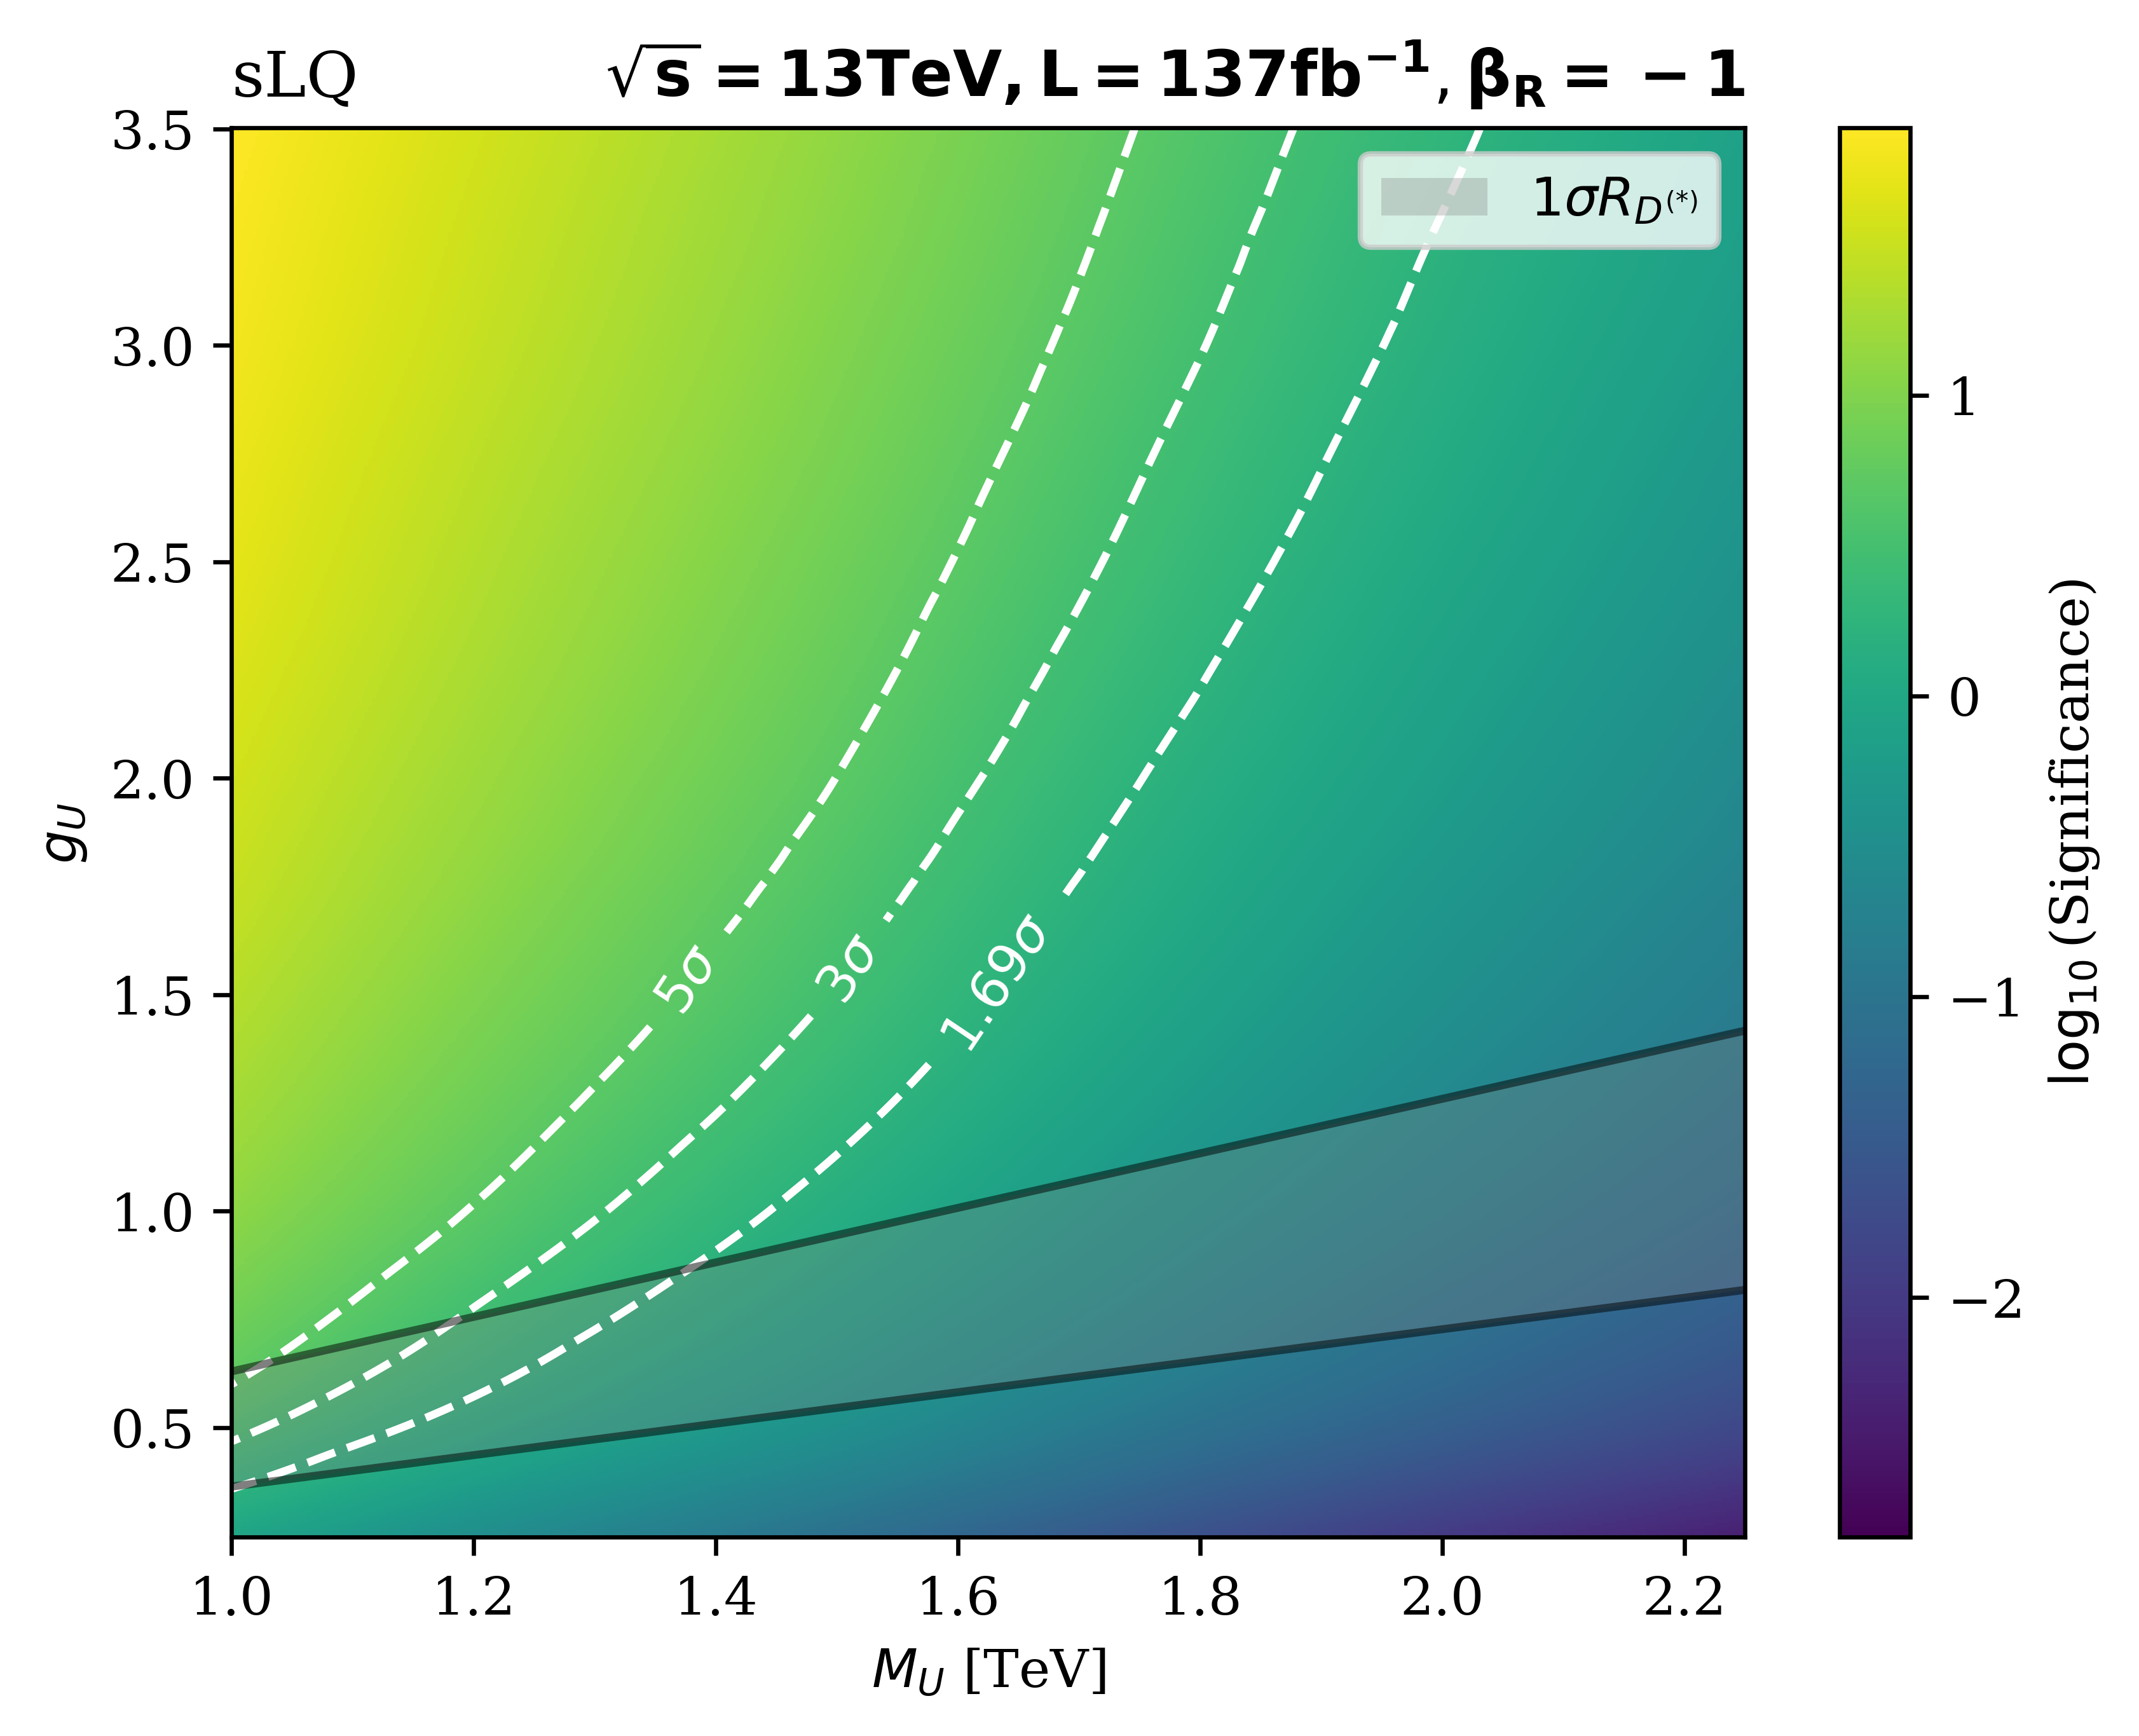 sLQ √s = 13TeV, L = 137fb⁻¹, β_R = −1
3.5
3.0
2.5
2.0
1.5
1.0
0.5
g_U
1σR_{D^{(*)}}
5σ
3σ
1.69σ
1.0 1.2 1.4 1.6 1.8 2.0 2.2
M_U [TeV]
1
0
−1
−2
log₁₀ (Significance)